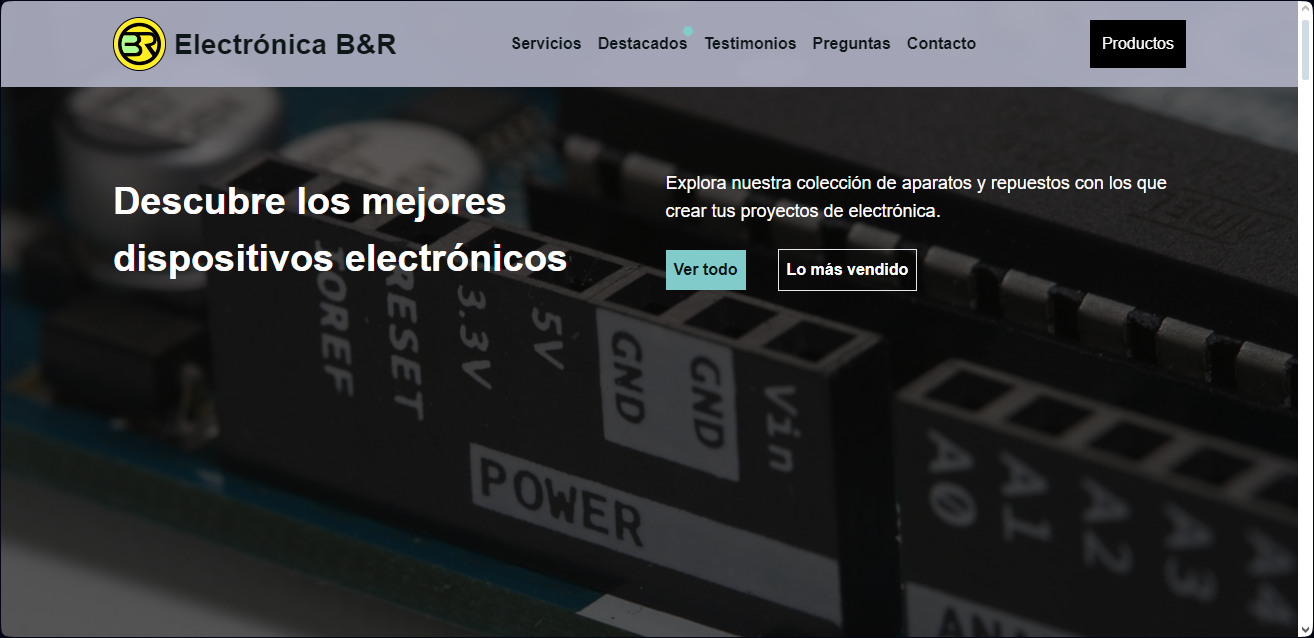 BR
Electrónica B&R
Servicios
Destacados
Testimonios
Preguntas
Contacto
Productos
Descubre los mejores
dispositivos electrónicos
Explora nuestra colección de aparatos y repuestos con los que
crear tus proyectos de electrónica.
Ver todo
Lo más vendido
IOREF
RESET
3.3V
5V
GND
GND
Vin
POWER
A0
A1
A2
A3
A4